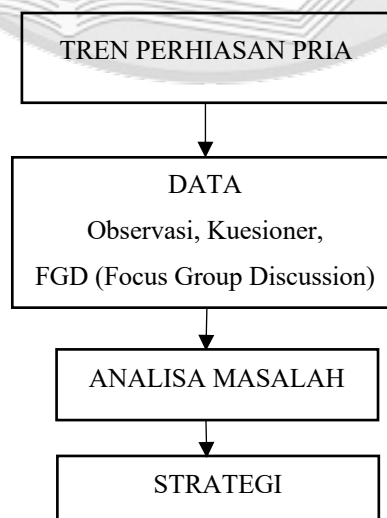 TREN PERHIASAN PRIA
DATA
Observasi, Kuesioner,
FGD (Focus Group Discussion)
ANALISA MASALAH
STRATEGI